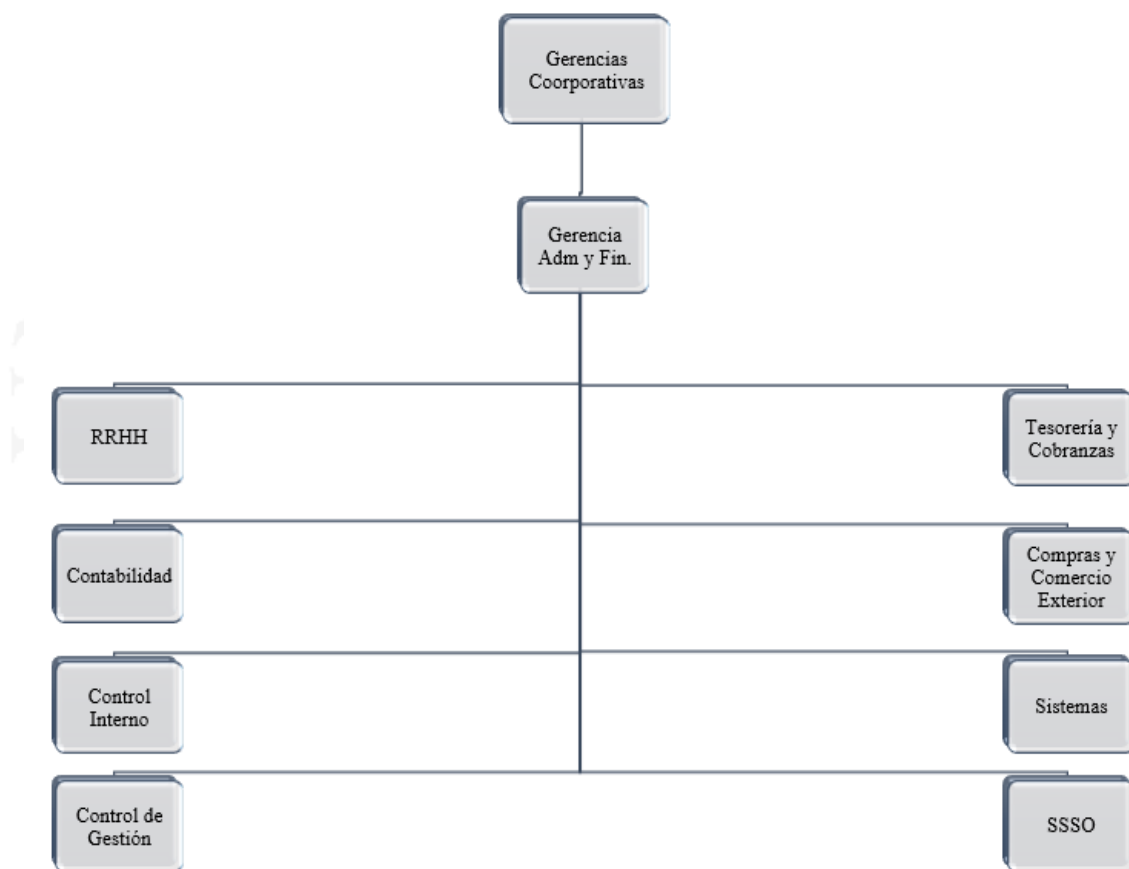 Gerencias
Coorporativas
Gerencia
Adm y Fin.
RRHH
Tesorería y
Cobranzas
Contabilidad
Compras y
Comercio
Exterior
Control
Interno
Sistemas
Control de
Gestión
SSSO